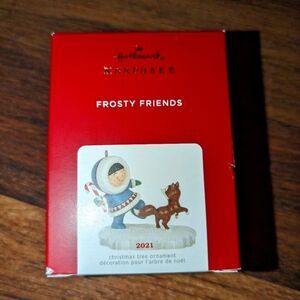 Hallmark
KEEPSAKE
FROSTY FRIENDS
2021
christmas tree ornament
décoration pour l'arbre de noël